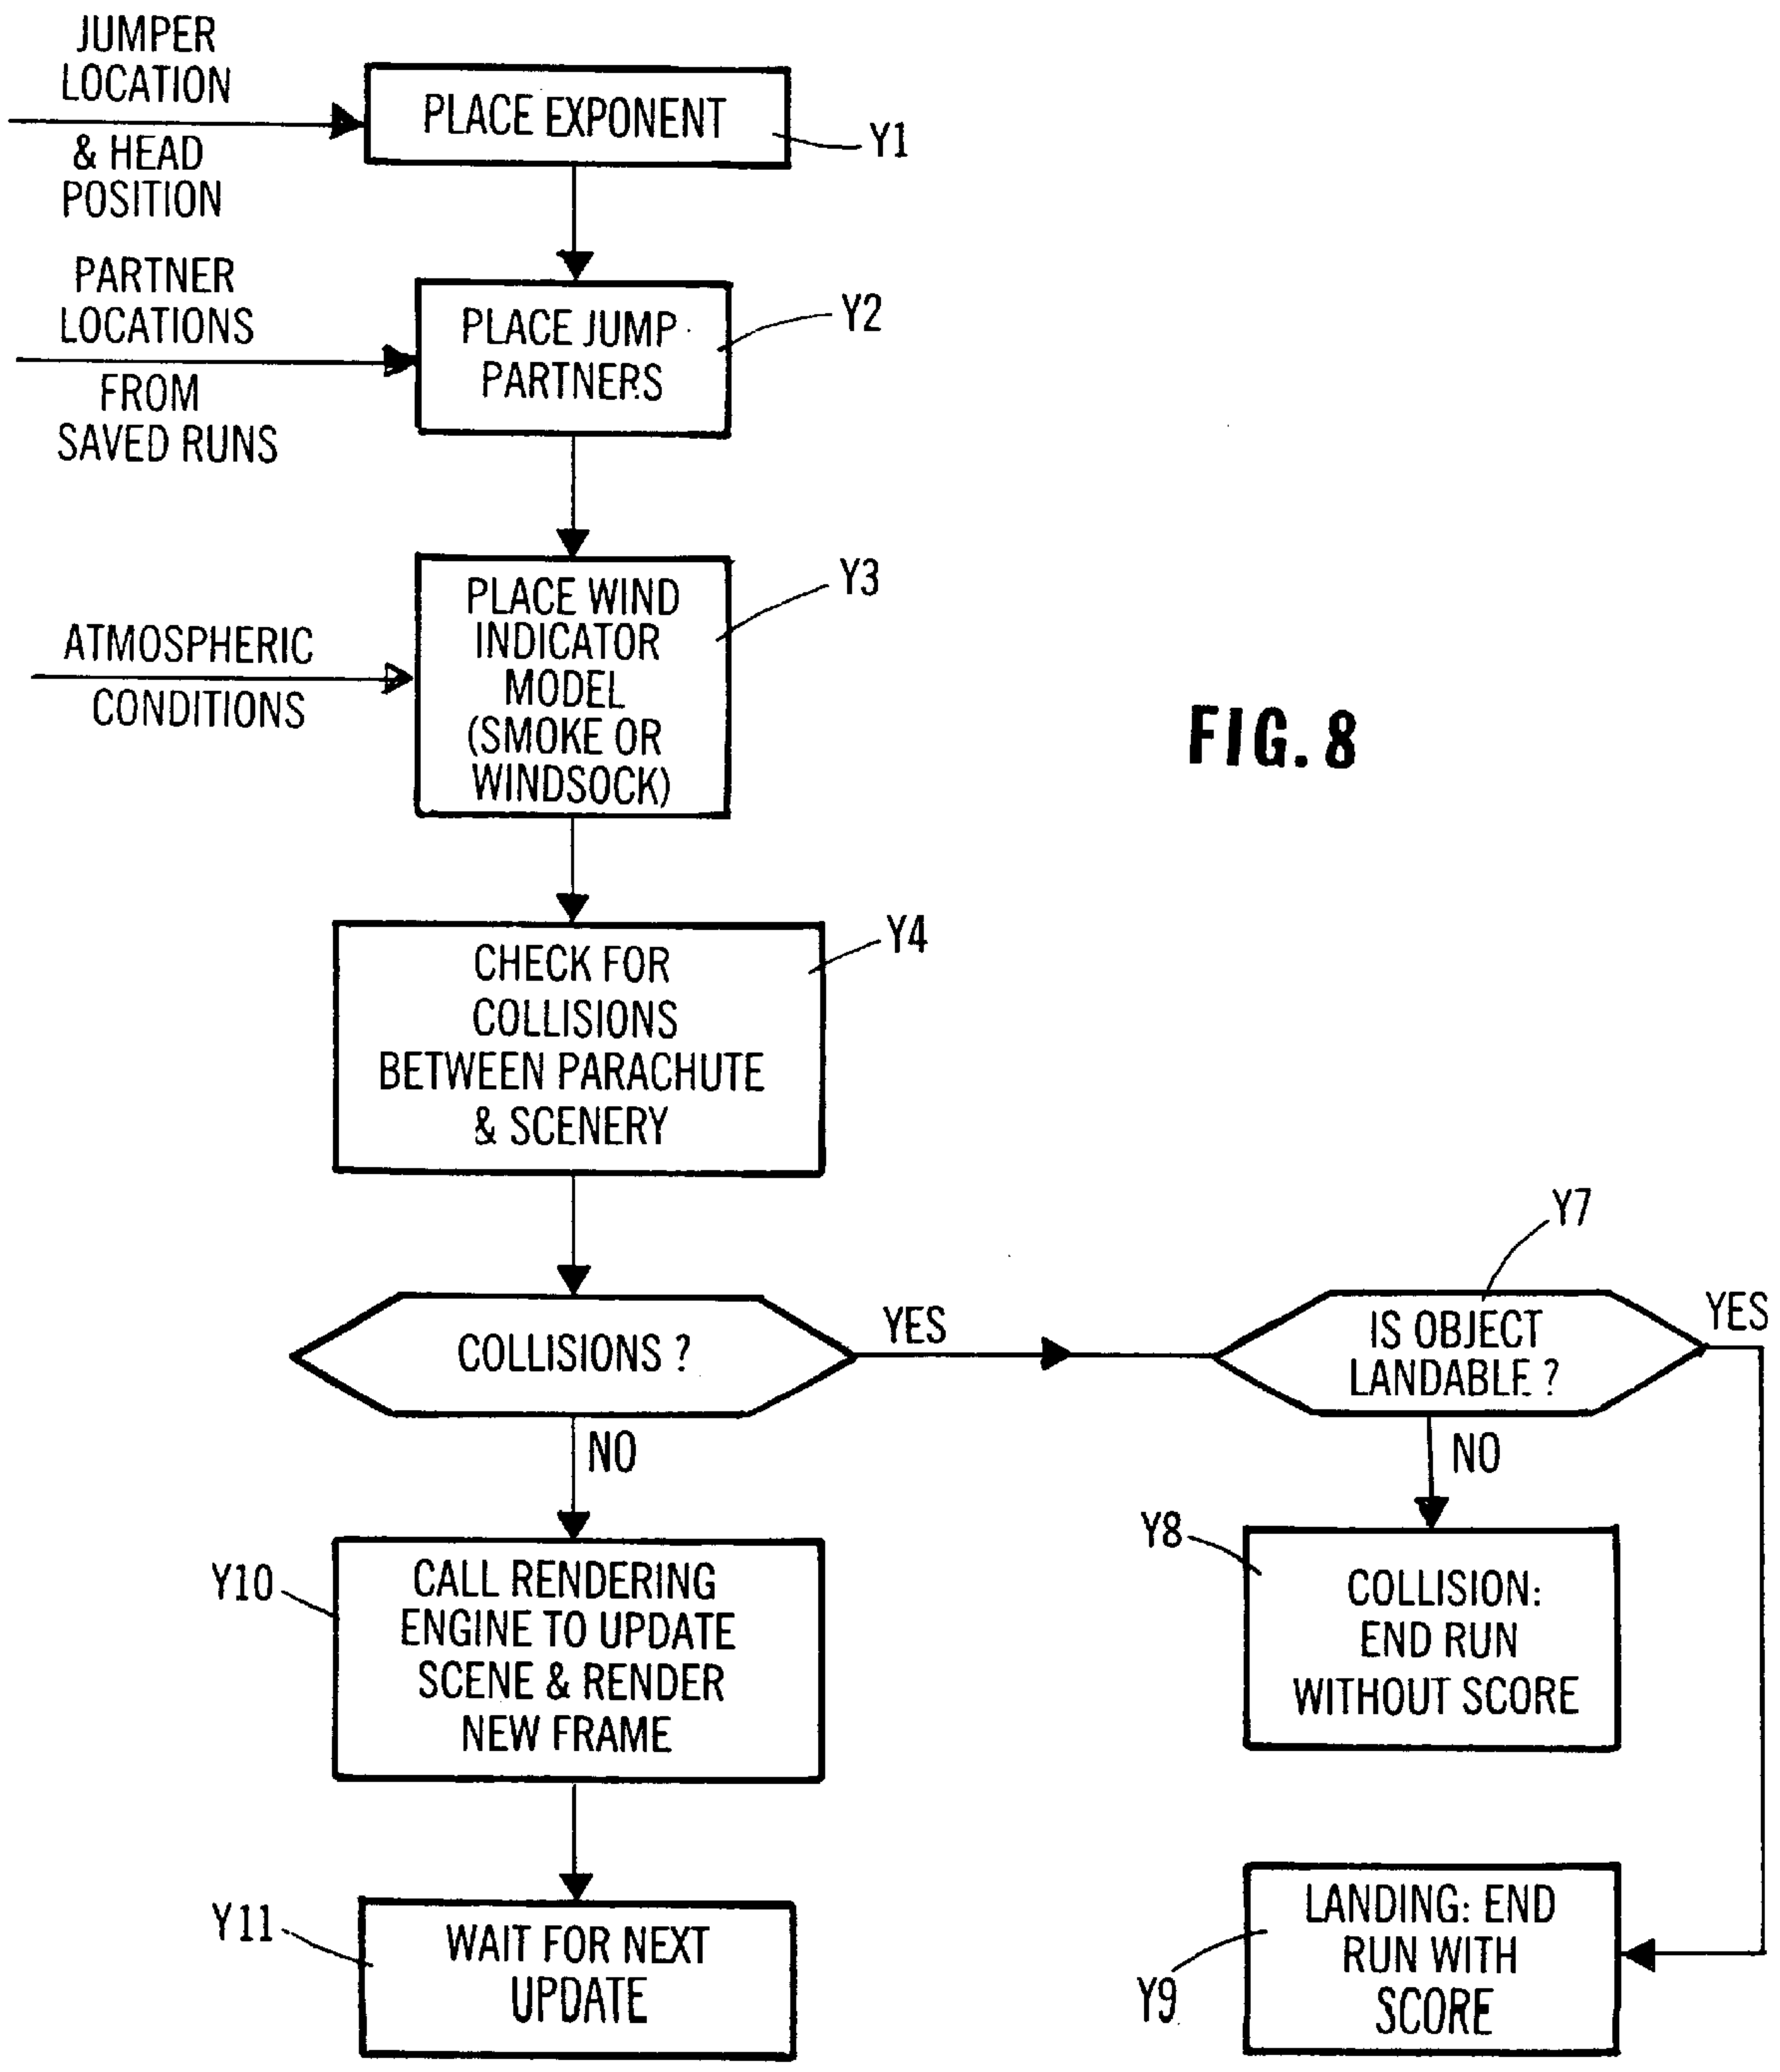 JUMPER
LOCATION
& HEAD
POSITION
PLACE EXPONENT
Y1
PARTNER
LOCATIONS
FROM
SAVED RUNS
PLACE JUMP
PARTNERS
Y2
ATMOSPHERIC
CONDITIONS
PLACE WIND
INDICATOR
MODEL
(SMOKE OR
WINDSOCK)
Y3
FIG. 8
CHECK FOR
COLLISIONS
BETWEEN PARACHUTE
& SCENERY
Y4
COLLISIONS ?
YES
NO
Y7
IS OBJECT
LANDABLE ?
YES
NO
Y8
COLLISION:
END RUN
WITHOUT SCORE
Y10
CALL RENDERING
ENGINE TO UPDATE
SCENE & RENDER
NEW FRAME
Y11
WAIT FOR NEXT
UPDATE
LANDING: END
RUN WITH
SCORE
Y9